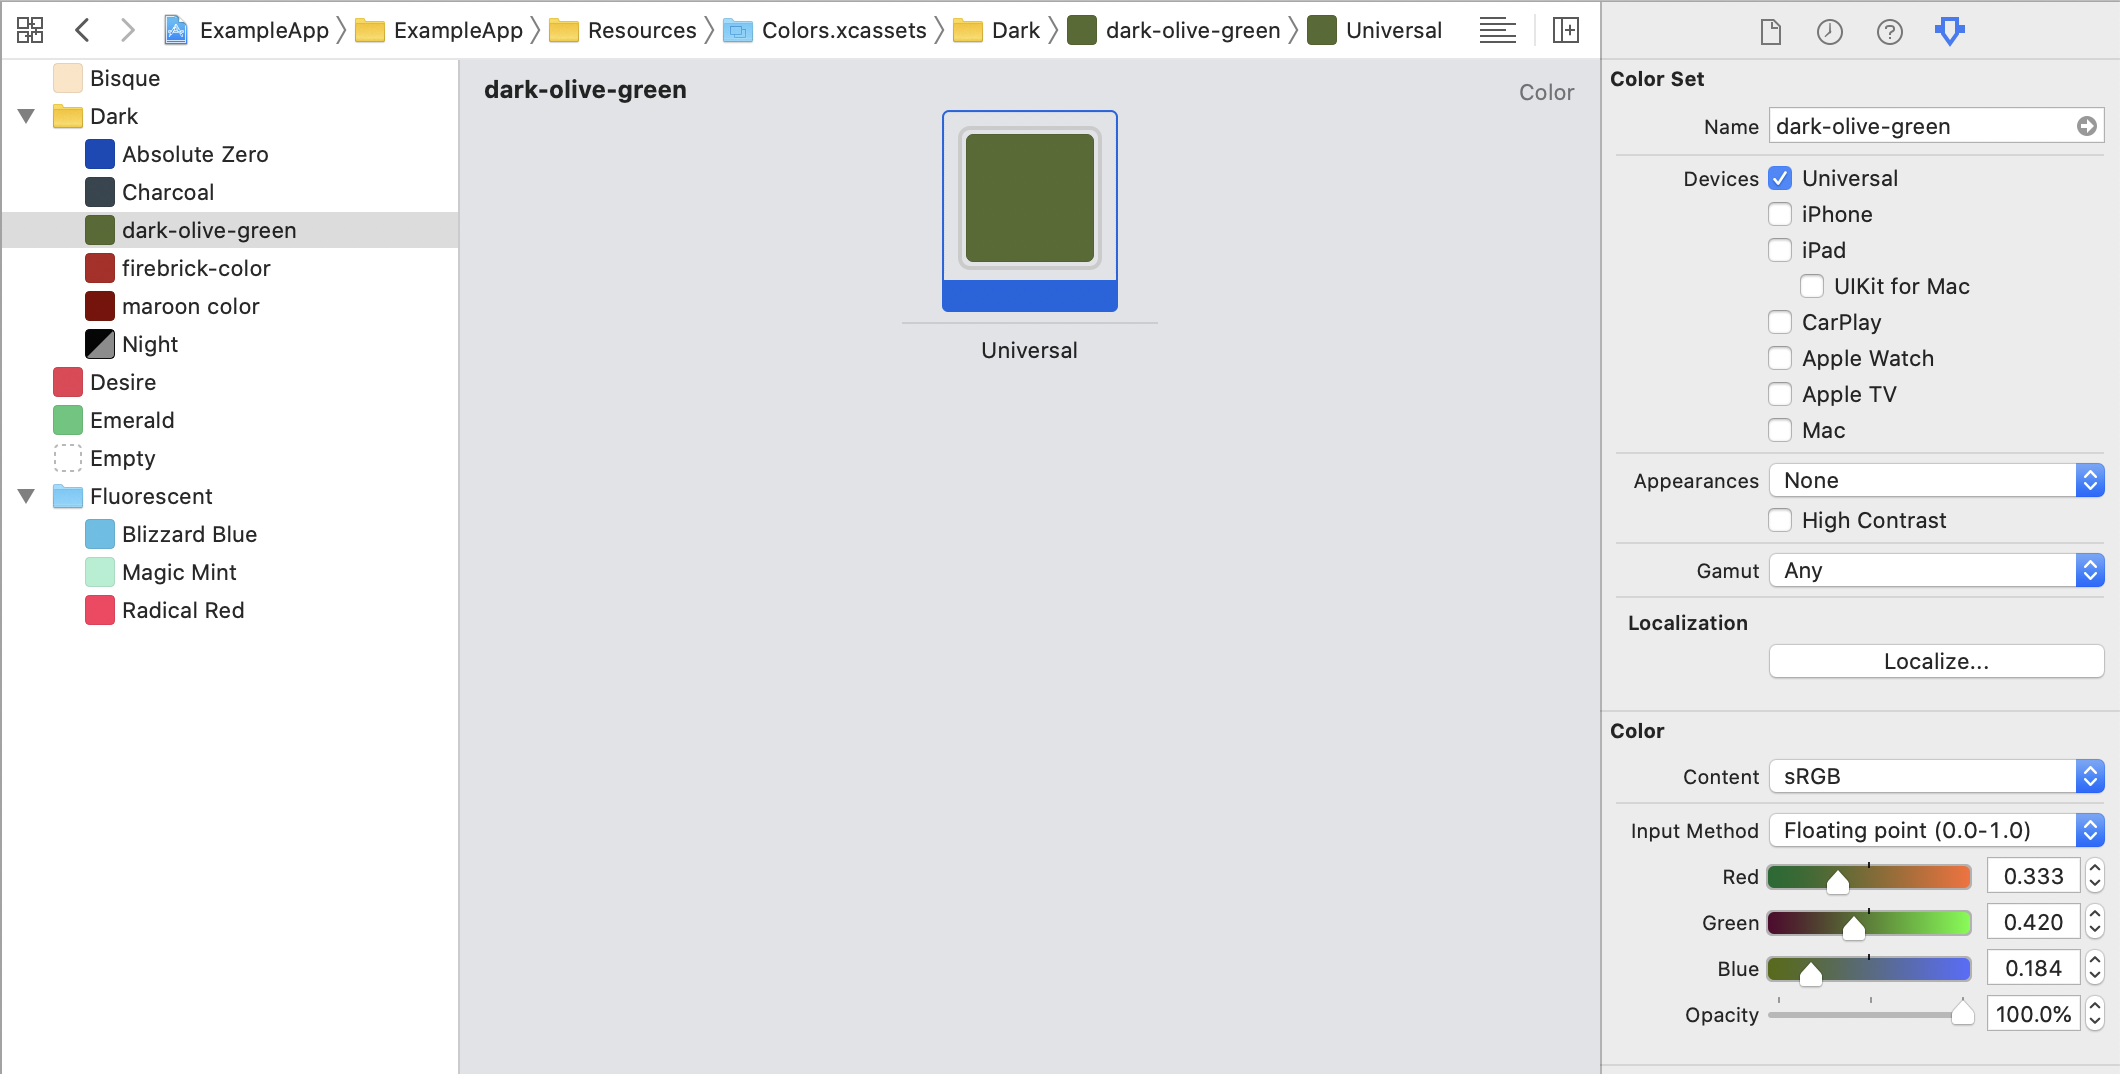 ExampleApp ExampleApp Resources Colors.xcassets Dark dark-olive-green Universal
Bisque
Dark
Absolute Zero
Charcoal
dark-olive-green
firebrick-color
maroon color
Night
Desire
Emerald
Empty
Fluorescent
Blizzard Blue
Magic Mint
Radical Red
dark-olive-green
Color
Universal
Color Set
Name dark-olive-green
Devices Universal
iPhone
iPad
UIKit for Mac
CarPlay
Apple Watch
Apple TV
Mac
Appearances None
High Contrast
Gamut Any
Localization
Localize...
Color
Content sRGB
Input Method Floating point (0.0-1.0)
Red 0.333
Green 0.420
Blue 0.184
Opacity 100.0%